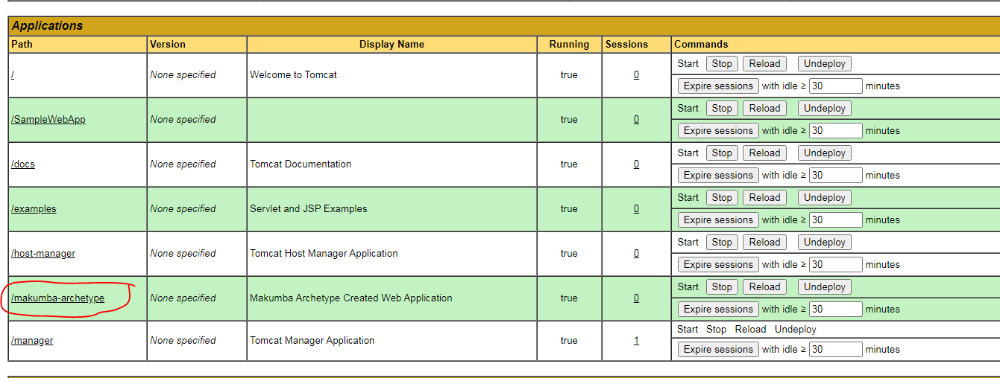 Applications
Path Version Display Name Running Sessions Commands
/ None specified Welcome to Tomcat true 0 Start Stop Reload Undeploy
Expire sessions with idle ≥ 30 minutes
/SampleWebApp None specified true 0 Start Stop Reload Undeploy
Expire sessions with idle ≥ 30 minutes
/docs None specified Tomcat Documentation true 0 Start Stop Reload Undeploy
Expire sessions with idle ≥ 30 minutes
/examples None specified Servlet and JSP Examples true 0 Start Stop Reload Undeploy
Expire sessions with idle ≥ 30 minutes
/host-manager None specified Tomcat Host Manager Application true 0 Start Stop Reload Undeploy
Expire sessions with idle ≥ 30 minutes
/makumba-archetype None specified Makumba Archetype Created Web Application true 0 Start Stop Reload Undeploy
Expire sessions with idle ≥ 30 minutes
/manager None specified Tomcat Manager Application true 1 Start Stop Reload Undeploy
Expire sessions with idle ≥ 30 minutes